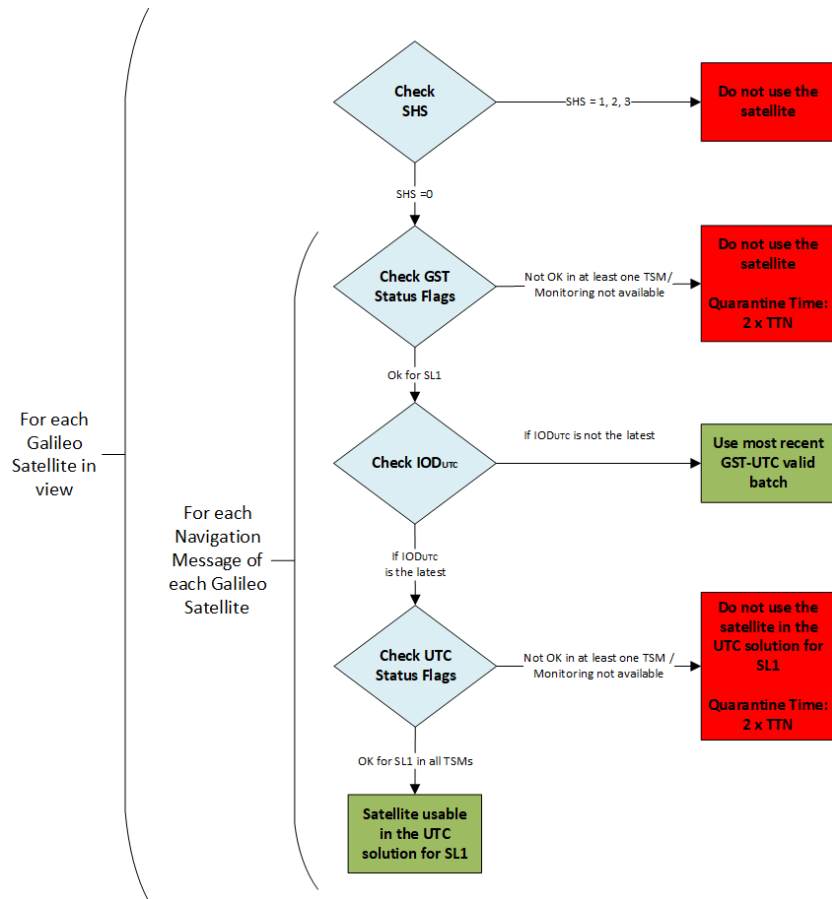 Check
SHS
SHS = 1, 2, 3
Do not use the
satellite
SHS =0
Check GST
Status Flags
Not OK in at least one TSM/
Monitoring not available
Do not use the
satellite
Quarantine Time:
2 x TTN
Ok for SL1
For each
Galileo
Satellite in
view
Check IODUTC
If IODUTC is not the latest
Use most recent
GST-UTC valid
batch
For each
Navigation
Message of
each Galileo
Satellite
If IODUTC
is the latest
Check UTC
Status Flags
Not OK in at least one TSM /
Monitoring not available
Do not use the
satellite in the
UTC solution for
SL1
Quarantine Time:
2 x TTN
OK for SL1 in all TSMs
Satellite usable
in the UTC
solution for SL1